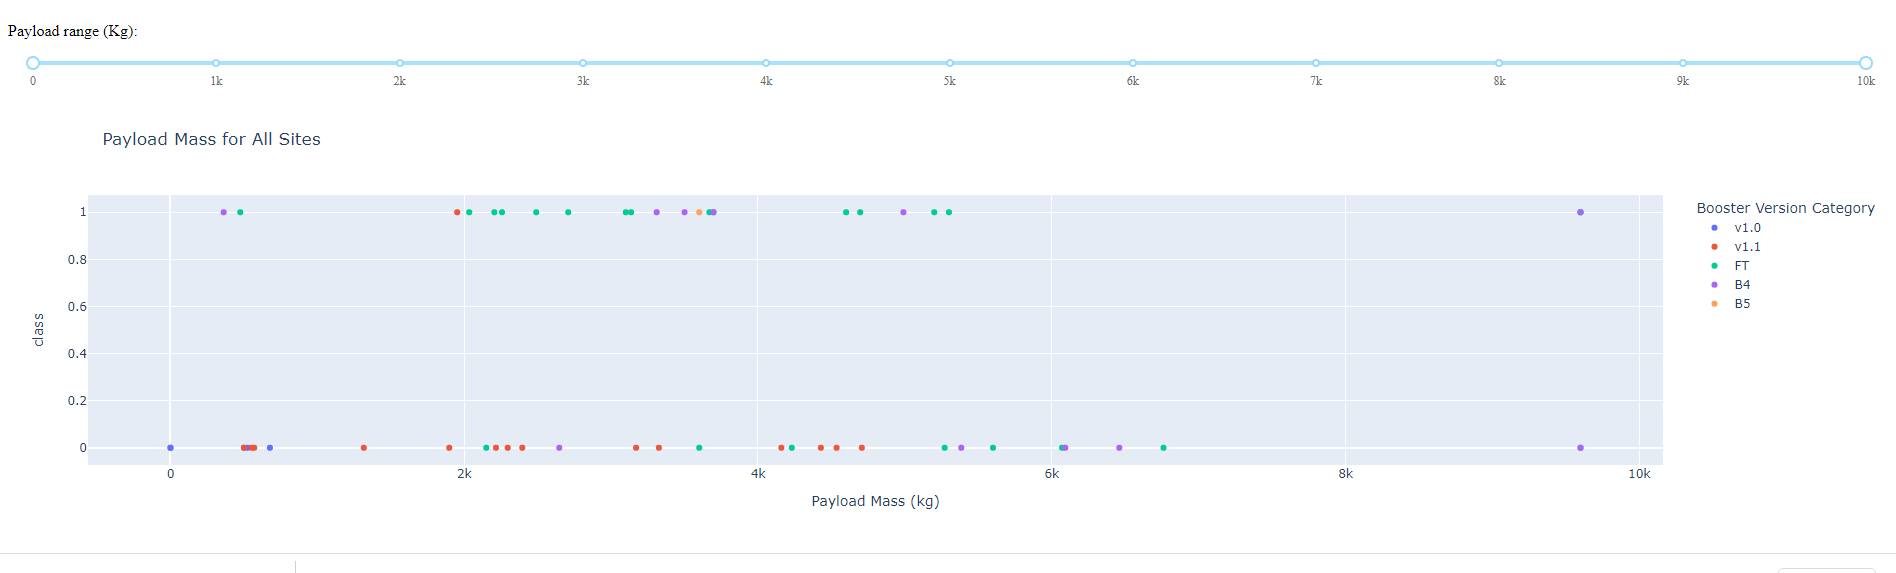 Payload range (Kg):
0 1k 2k 3k 4k 5k 6k 7k 8k 9k 10k
Payload Mass for All Sites
Booster Version Category
v1.0
v1.1
FT
B4
B5
class
1
0.8
0.6
0.4
0.2
0
0 2k 4k 6k 8k 10k
Payload Mass (kg)